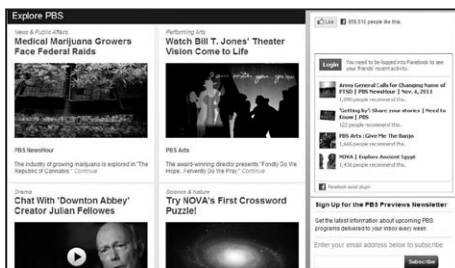 Explore PBS
News & Public Affairs
Medical Marijuana Growers
Face Federal Raids
PBS NewsHour
The industry of growing marijuana is explored in "The
Republic of Cannabis." Continue
Performing Arts
Watch Bill T. Jones' Theater
Vision Come to Life
PBS Arts
The award-winning director presents "Fondly Do We
Hope...Fervently Do We Pray." Continue
Drama
Chat With 'Downton Abbey'
Creator Julian Fellowes
Science & Nature
Try NOVA's First Crossword
Puzzle!
Like
people like this.
Login
You need to be logged into Facebook to see
your friends' recent activity.
Army General Calls for Changing Name of
PTSD | PBS NewsHour | Nov. 4, 2011
people recommend this.
'Getting by': Share your stories | Need to
Know | PBS
122 people recommend this.
PBS Arts : Give Me The Banjo
people recommend this.
NOVA | Explore Ancient Egypt
people recommend this.
Facebook social plugin
Sign Up for the PBS Previews Newsletter
Get the latest information about upcoming PBS
programs delivered to your inbox every week.
Enter your email address below to subscribe
Subscribe